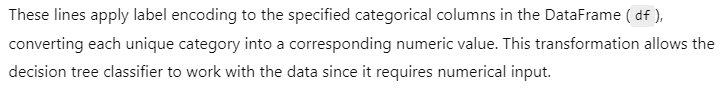 These lines apply label encoding to the specified categorical columns in the DataFrame ( df ),
converting each unique category into a corresponding numeric value. This transformation allows the
decision tree classifier to work with the data since it requires numerical input.